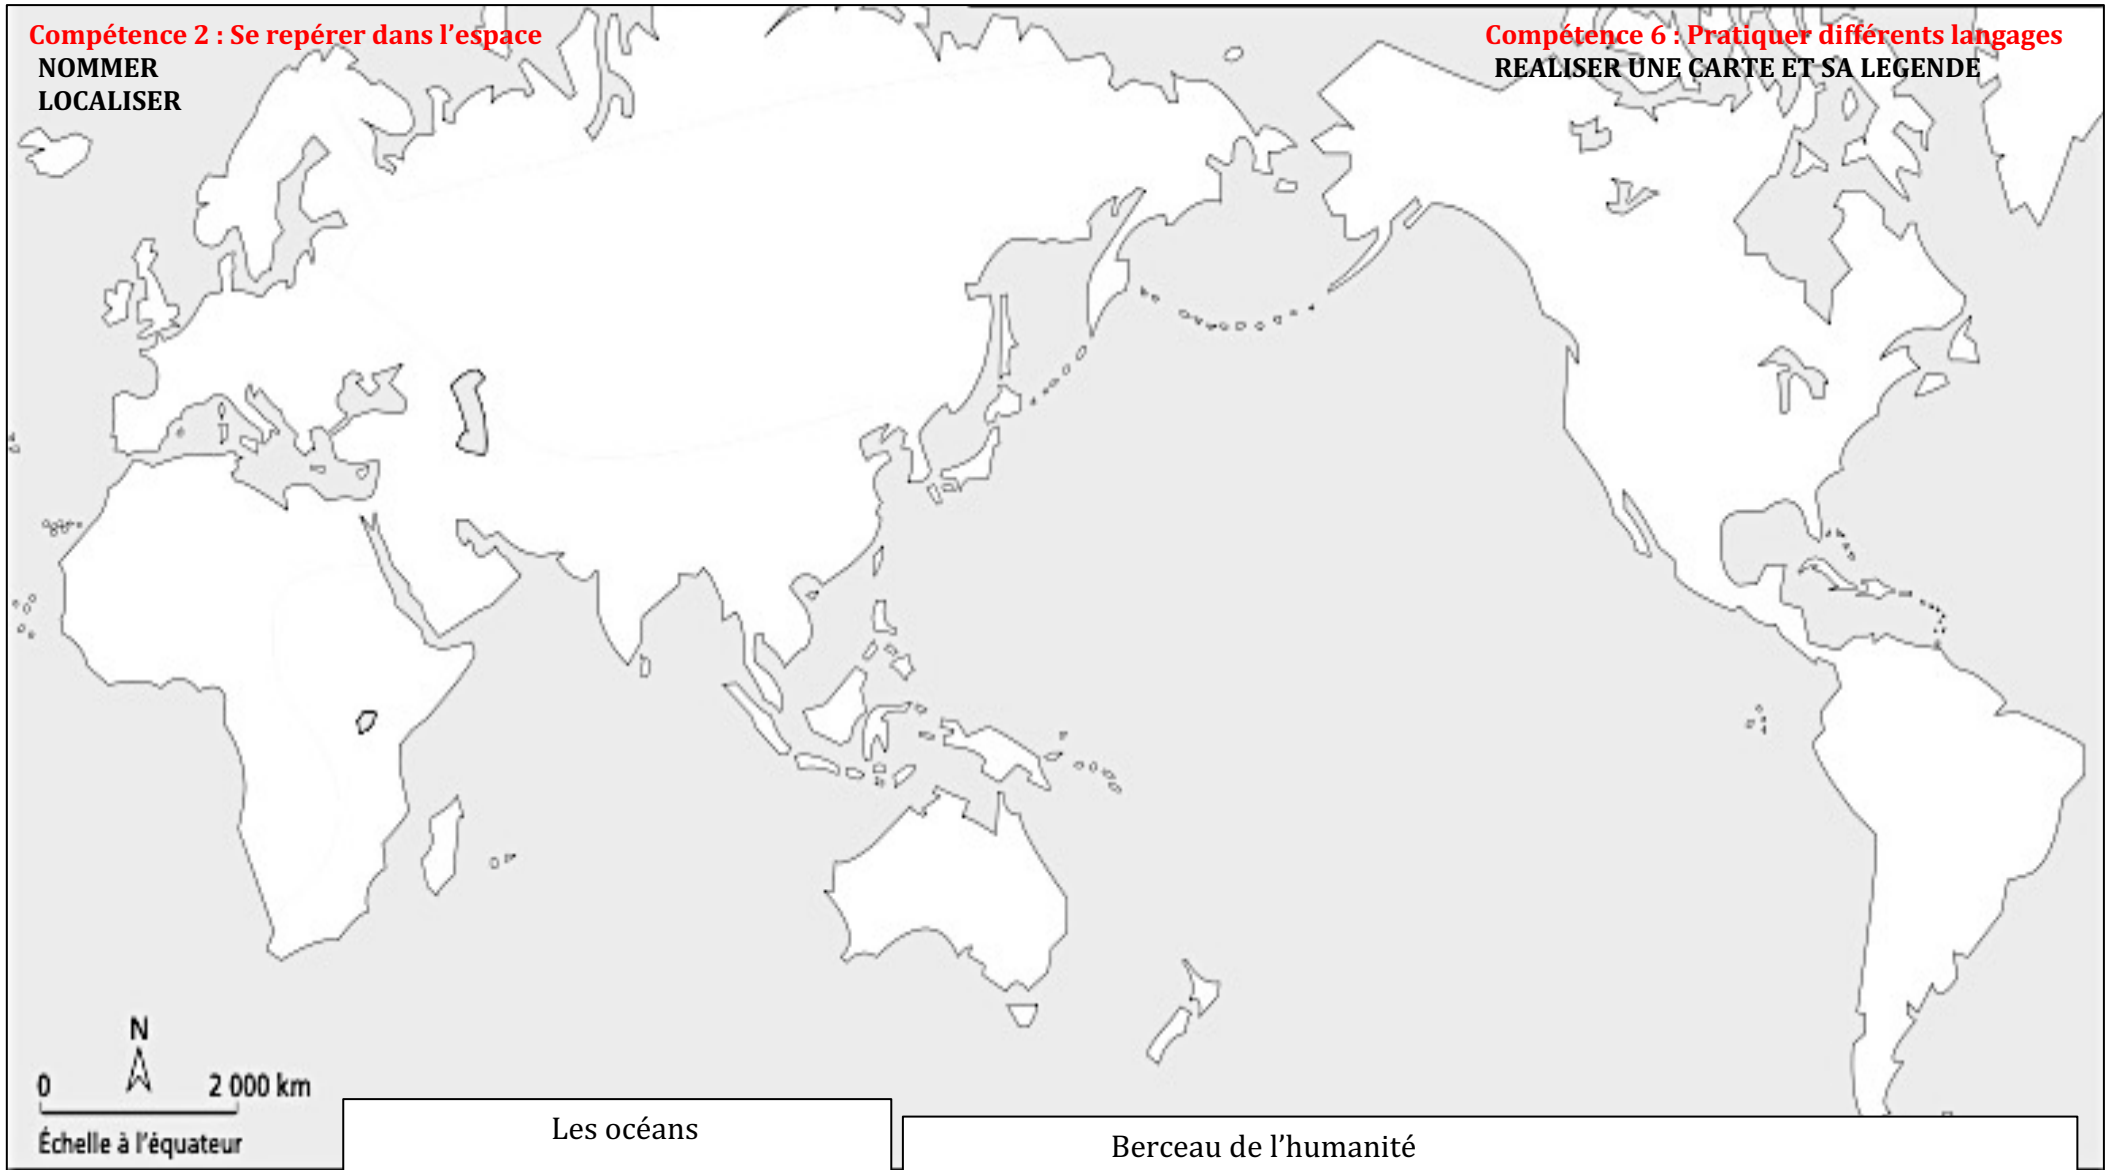 Compétence 2 : Se repérer dans l'espace
NOMMER
LOCALISER
Compétence 6 : Pratiquer différents langages
REALISER UNE CARTE ET SA LEGENDE
N
0 2 000 km
Échelle à l'équateur
Les océans
Berceau de l'humanité